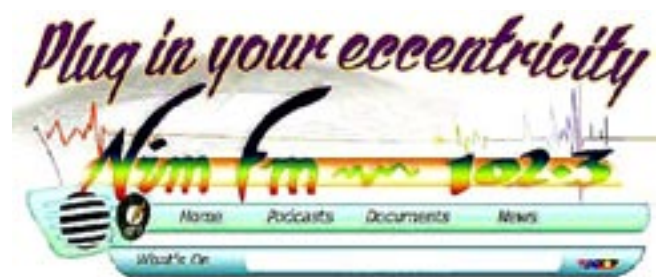 Plug in your eccentricity
Nim Fm 102.3
Home Podcasts Documents News
What's On